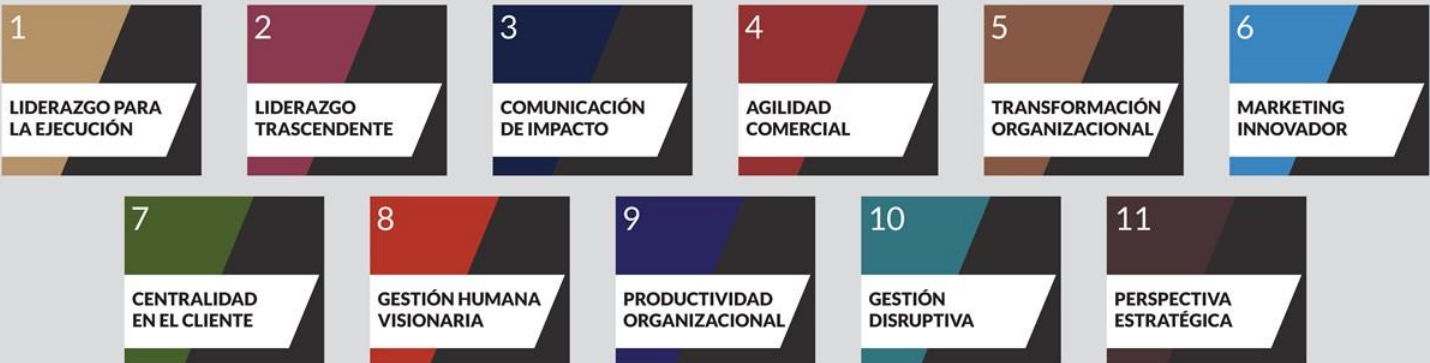 1
LIDERAZGO PARA
LA EJECUCIÓN
2
LIDERAZGO
TRASCENDENTE
3
COMUNICACIÓN
DE IMPACTO
4
AGILIDAD
COMERCIAL
5
TRANSFORMACIÓN
ORGANIZACIONAL
6
MARKETING
INNOVADOR
7
CENTRALIDAD
EN EL CLIENTE
8
GESTIÓN HUMANA
VISIONARIA
9
PRODUCTIVIDAD
ORGANIZACIONAL
10
GESTIÓN
DISRUPTIVA
11
PERSPECTIVA
ESTRATÉGICA